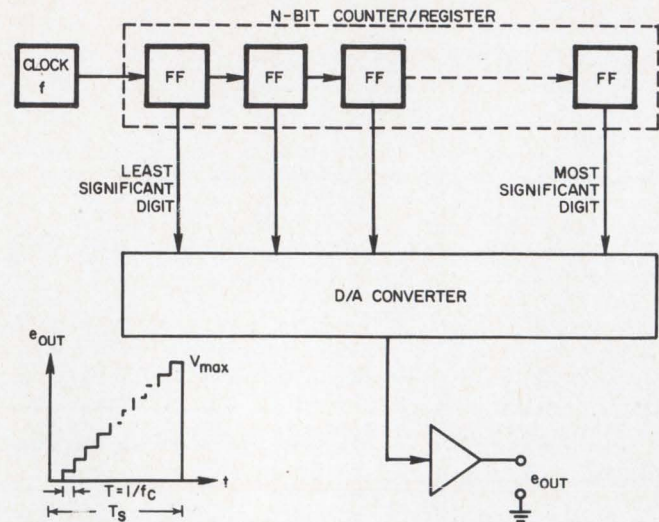 N-BIT COUNTER/REGISTER
CLOCK
f
FF
FF
FF
FF
LEAST
SIGNIFICANT
DIGIT
MOST
SIGNIFICANT
DIGIT
D/A CONVERTER
eOUT
Vmax
t
T=1/fC
TS
eOUT